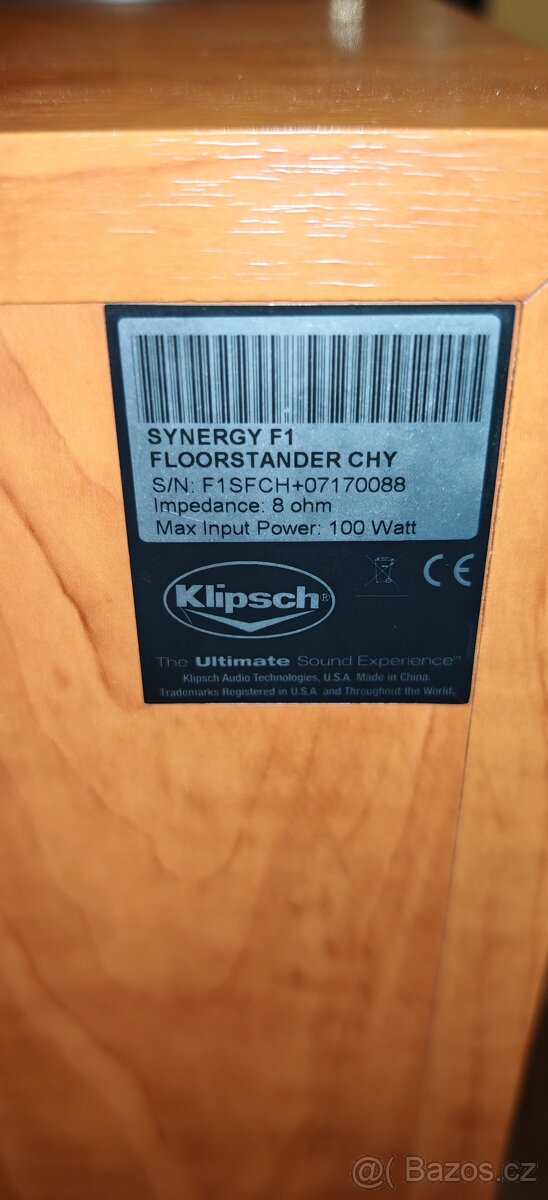 SYNERGY F1
FLOORSTANDER CHY
S/N: F1SFCH+07170088
Impedance: 8 ohm
Max Input Power: 100 Watt
Klipsch®
CE
The Ultimate Sound Experience™
Klipsch Audio Technologies, U.S.A. Made in China.
Trademarks Registered in U.S.A. and Throughout the World.
@( Bazoš.cz